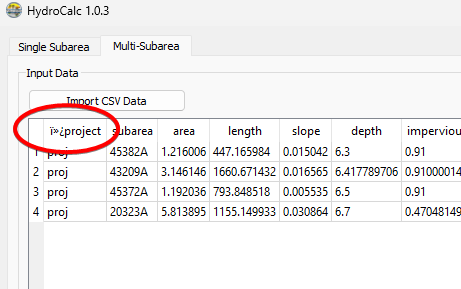 HydroCalc 1.0.3
Single Subarea Multi-Subarea
Input Data
Import CSV Data
ï»¿project subarea area length slope depth impervious
1 proj 45382A 1.216006 447.165984 0.015042 6.3 0.91
2 proj 43209A 3.146146 1660.671432 0.016565 6.417789706 0.91000014
3 proj 45372A 1.192036 793.848518 0.005535 6.5 0.91
4 proj 20323A 5.813895 1155.149933 0.030864 6.7 0.47048149